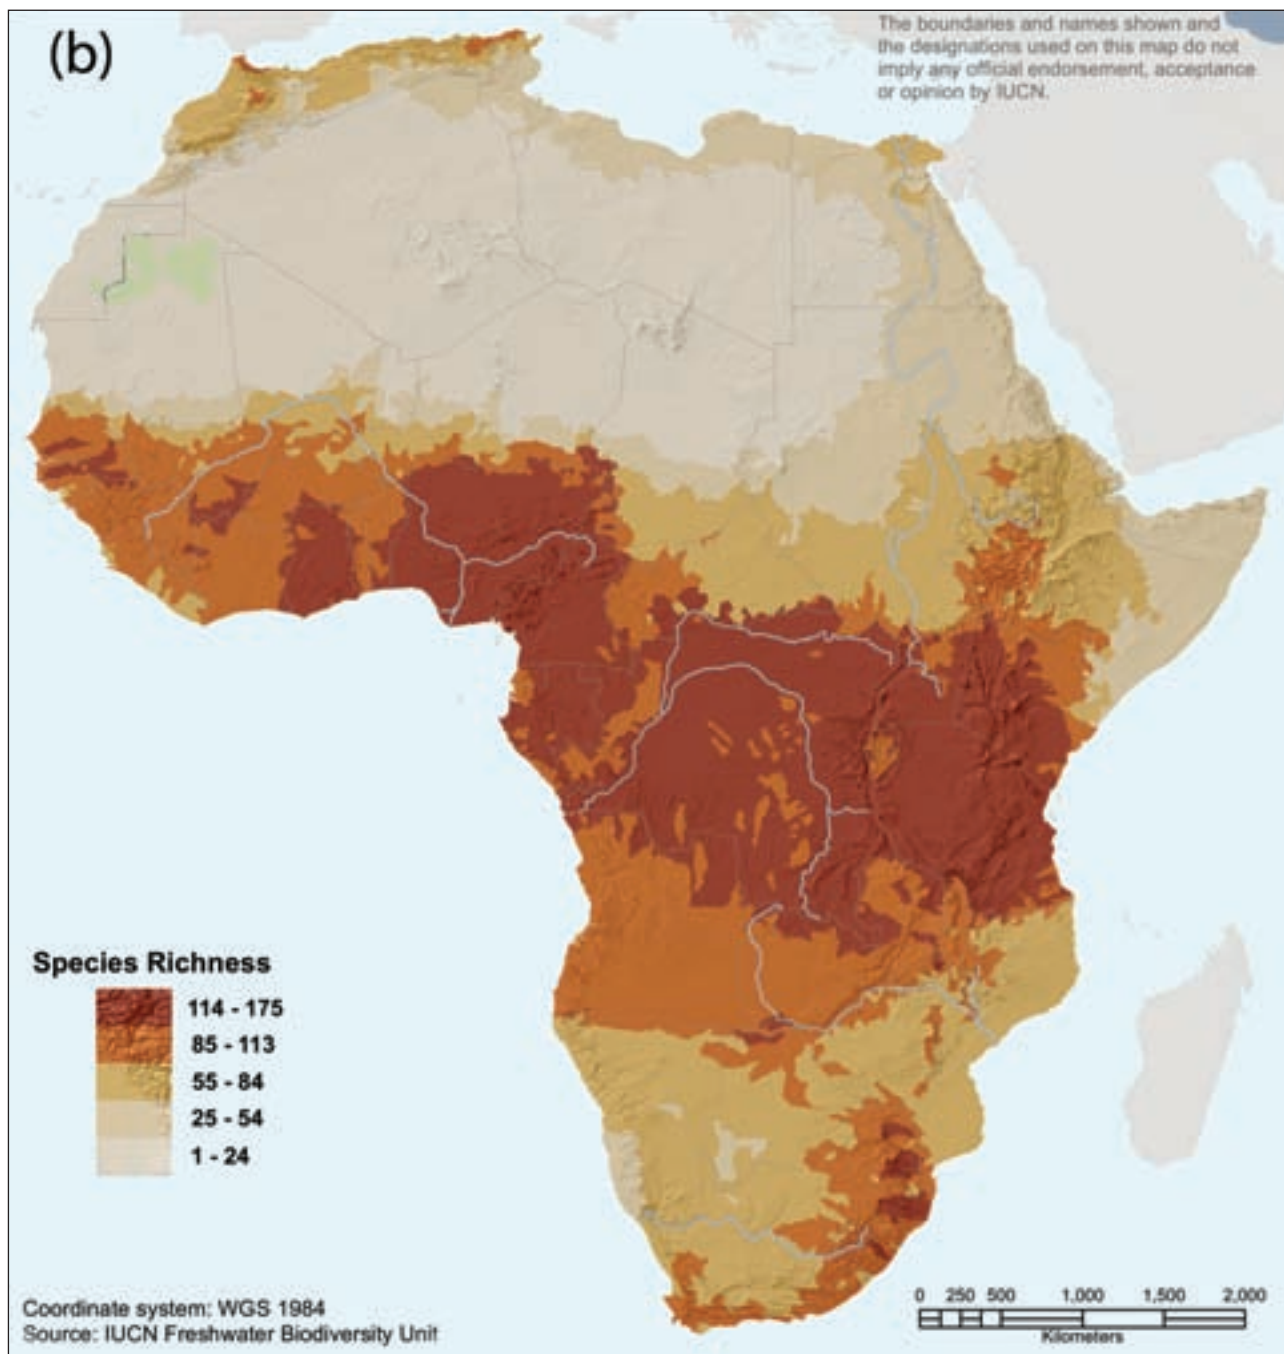 (b)
The boundaries and names shown and
the designations used on this map do not
imply any official endorsement, acceptance
or opinion by IUCN.
Species Richness
114 - 175
85 - 113
55 - 84
25 - 54
1 - 24
Coordinate system: WGS 1984
Source: IUCN Freshwater Biodiversity Unit
0 250 500 1,000 1,500 2,000
Kilometers